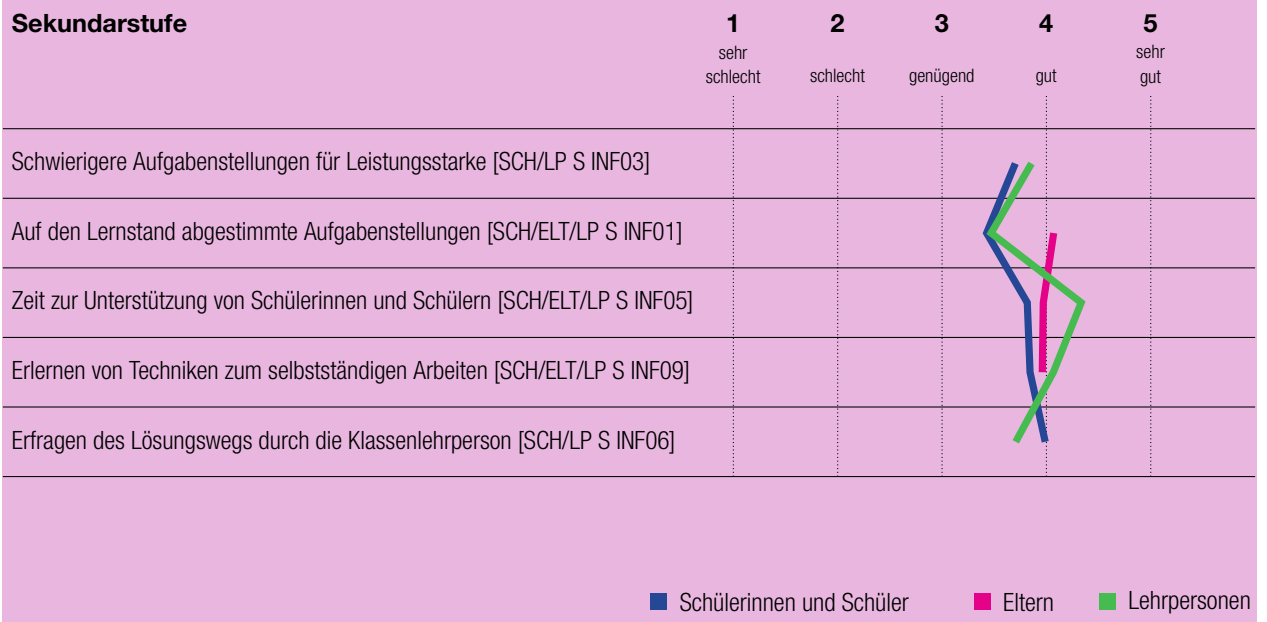 Sekundarstufe 1 2 3 4 5
sehr schlecht schlecht genügend gut sehr gut
Schwierigere Aufgabenstellungen für Leistungsstarke [SCH/LP S INF03]
Auf den Lernstand abgestimmte Aufgabenstellungen [SCH/ELT/LP S INF01]
Zeit zur Unterstützung von Schülerinnen und Schülern [SCH/ELT/LP S INF05]
Erlernen von Techniken zum selbstständigen Arbeiten [SCH/ELT/LP S INF09]
Erfragen des Lösungswegs durch die Klassenlehrperson [SCH/LP S INF06]
Schülerinnen und Schüler Eltern Lehrpersonen